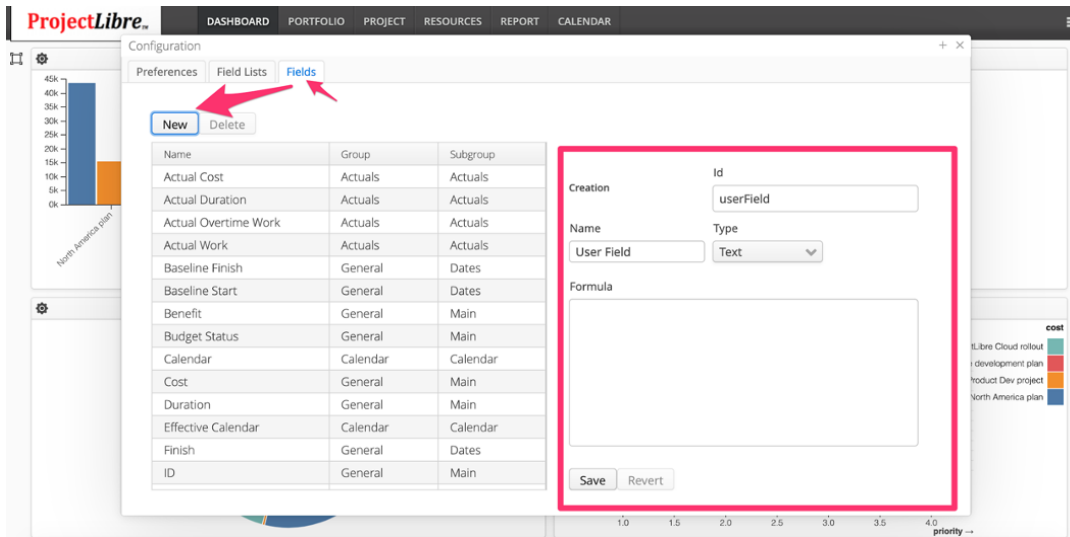 ProjectLibre™ DASHBOARD PORTFOLIO PROJECT RESOURCES REPORT CALENDAR
Configuration
Preferences Field Lists Fields
New Delete
Name Group Subgroup
Actual Cost Actuals Actuals
Actual Duration Actuals Actuals
Actual Overtime Work Actuals Actuals
Actual Work Actuals Actuals
Baseline Finish General Dates
Baseline Start General Dates
Benefit General Main
Budget Status General Main
Calendar Calendar Calendar
Cost General Main
Duration General Main
Effective Calendar Calendar Calendar
Finish General Dates
ID General Main
Creation
Id
userField
Name Type
User Field Text
Formula
Save Revert
45k
40k
35k
30k
25k
20k
15k
10k
5k
0k
North America plan
cost
tLibre Cloud rollout
development plan
Product Dev project
North America plan
1.0 1.5 2.0 2.5 3.0 3.5 4.0
priority →